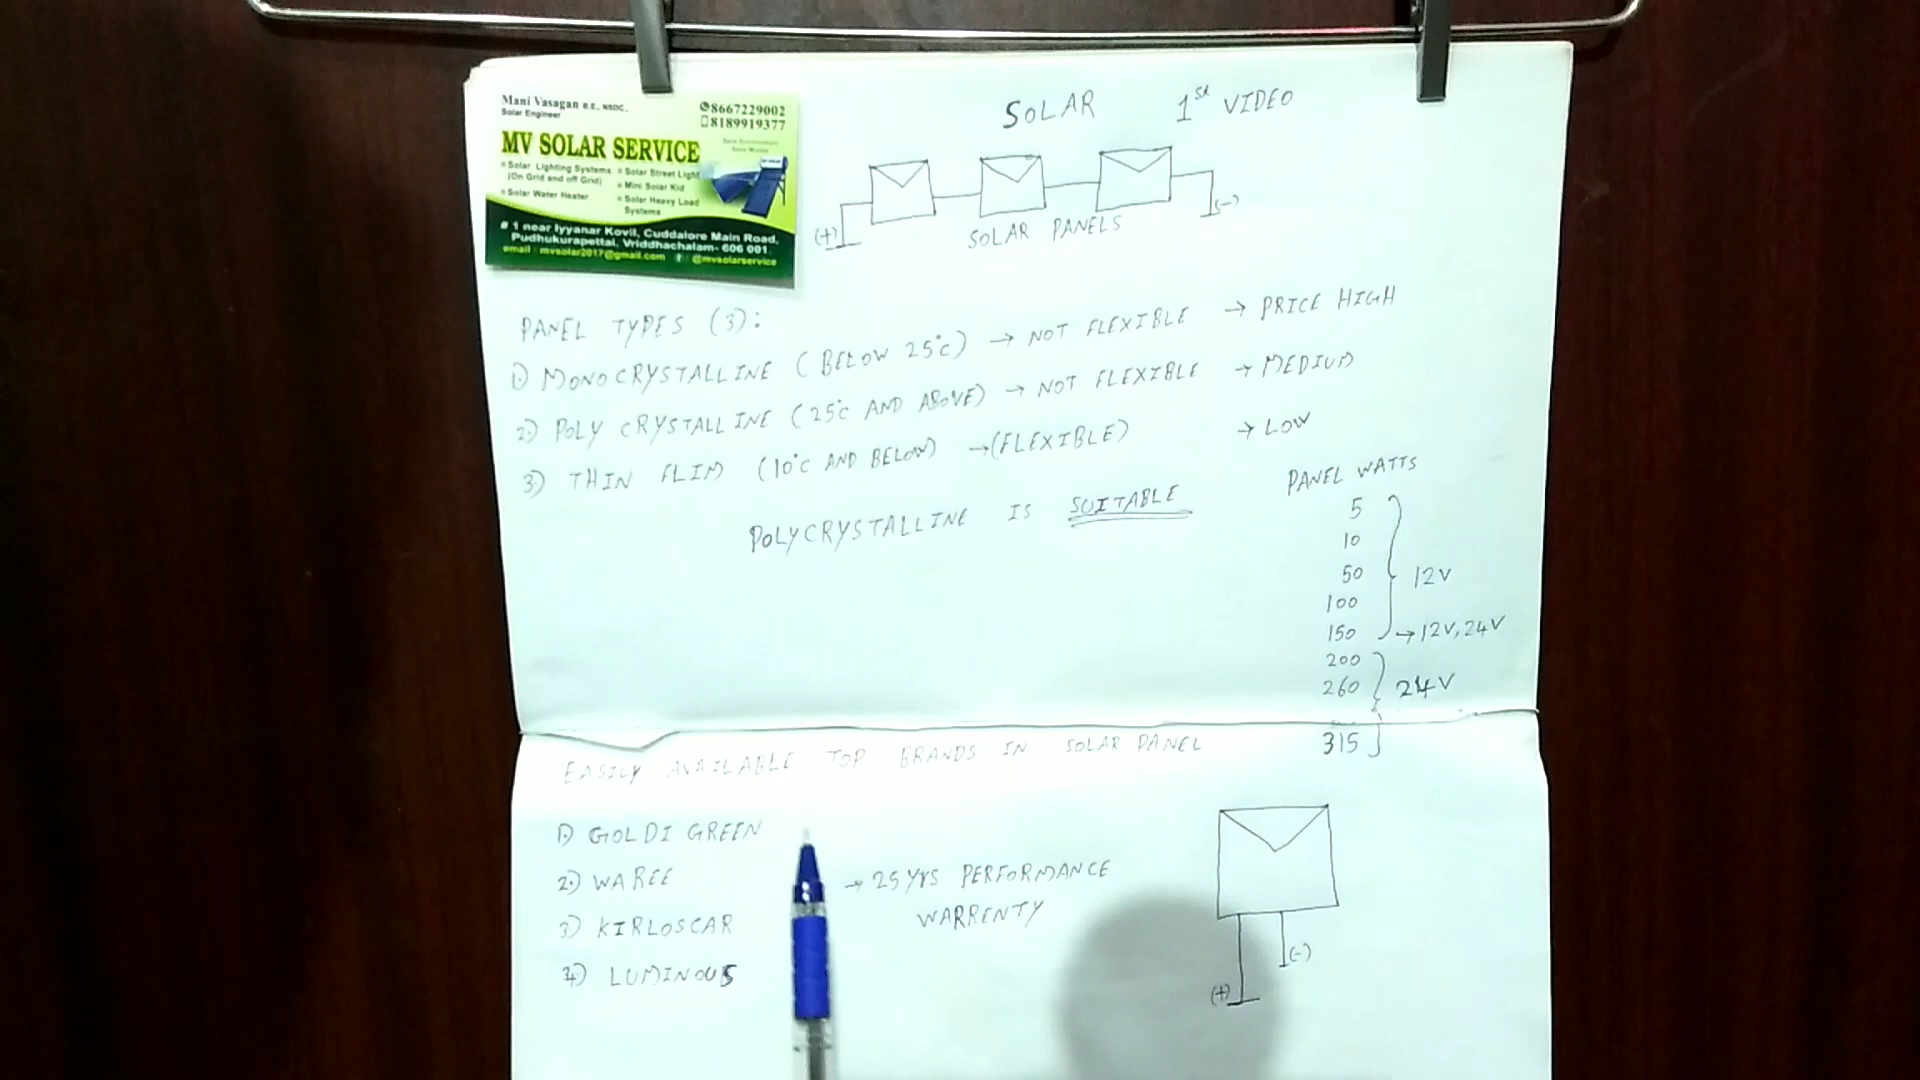 Mani Vasagan B.E., NSDC.,
Solar Engineer
8667229002
8189919377
MV SOLAR SERVICE
Save Environment
Save Money
Solar Lighting Systems
(On Grid and off Grid)
Solar Water Heater
Solar Street Light
Mini Solar Kid
Solar Heavy Load
Systems
# 1 near Iyyanar Kovil, Cuddalore Main Road,
Pudhukurapettai, Vriddhachalam- 606 001.
email : mvsolar2017@gmail.com f @mvsolarservice
SOLAR 1st VIDEO
(+) (-)
SOLAR PANELS
PANEL TYPES (3):
1) MONOCRYSTALLINE (BELOW 25°C) → NOT FLEXIBLE → PRICE HIGH
2) POLY CRYSTALLINE (25°C AND ABOVE) → NOT FLEXIBLE → MEDIUM
3) THIN FLIM (10°C AND BELOW) → (FLEXIBLE) → LOW
POLYCRYSTALLINE IS SUITABLE
PANEL WATTS
5
10
50 12V
100
150 → 12V, 24V
200
260 24V
315
EASILY AVAILABLE TOP BRANDS IN SOLAR PANEL
1) GOLDI GREEN
2) WAREE
3) KIRLOSCAR
4) LUMINOUS
→ 25 Yrs PERFORMANCE
WARRENTY
(-)
(+)